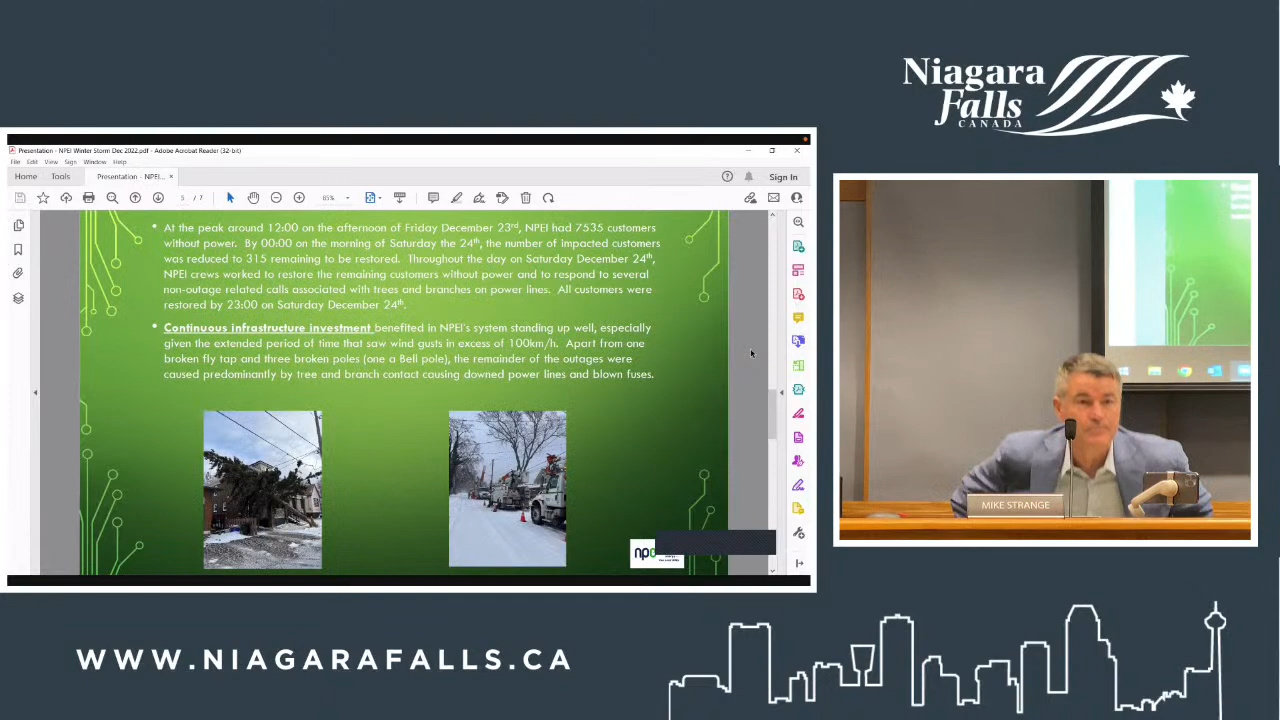 Niagara
Falls
CANADA
Presentation - NPEI Winter Storm Dec 2022.pdf - Adobe Acrobat Reader (32-bit)
File Edit View Sign Window Help
Home Tools Presentation - NPEI... × Sign In
5 / 7 85%
• At the peak around 12:00 on the afternoon of Friday December 23rd, NPEI had 7535 customers
without power. By 00:00 on the morning of Saturday the 24th, the number of impacted customers
was reduced to 315 remaining to be restored. Throughout the day on Saturday December 24th,
NPEI crews worked to restore the remaining customers without power and to respond to several
non-outage related calls associated with trees and branches on power lines. All customers were
restored by 23:00 on Saturday December 24th.
• Continuous infrastructure investment benefited in NPEI's system standing up well, especially
given the extended period of time that saw wind gusts in excess of 100km/h. Apart from one
broken fly tap and three broken poles (one a Bell pole), the remainder of the outages were
caused predominantly by tree and branch contact causing downed power lines and blown fuses.
MIKE STRANGE
WWW.NIAGARAFALLS.CA